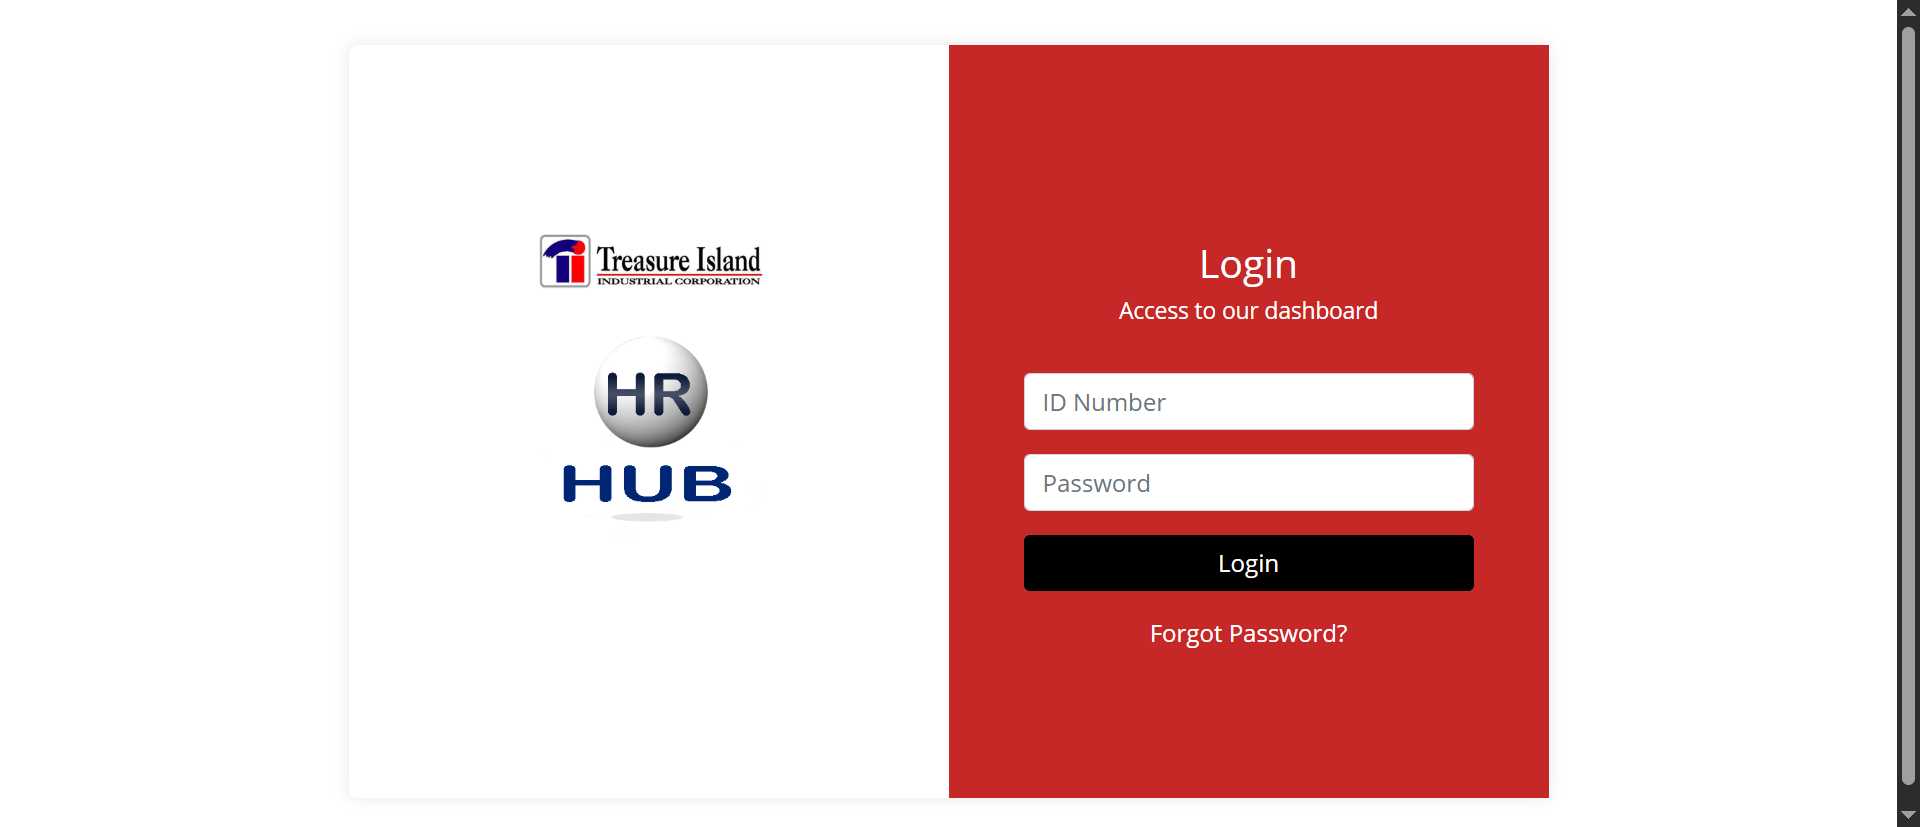 Treasure Island
INDUSTRIAL CORPORATION
HR
HUB
Login
Access to our dashboard
ID Number
Password
Login
Forgot Password?